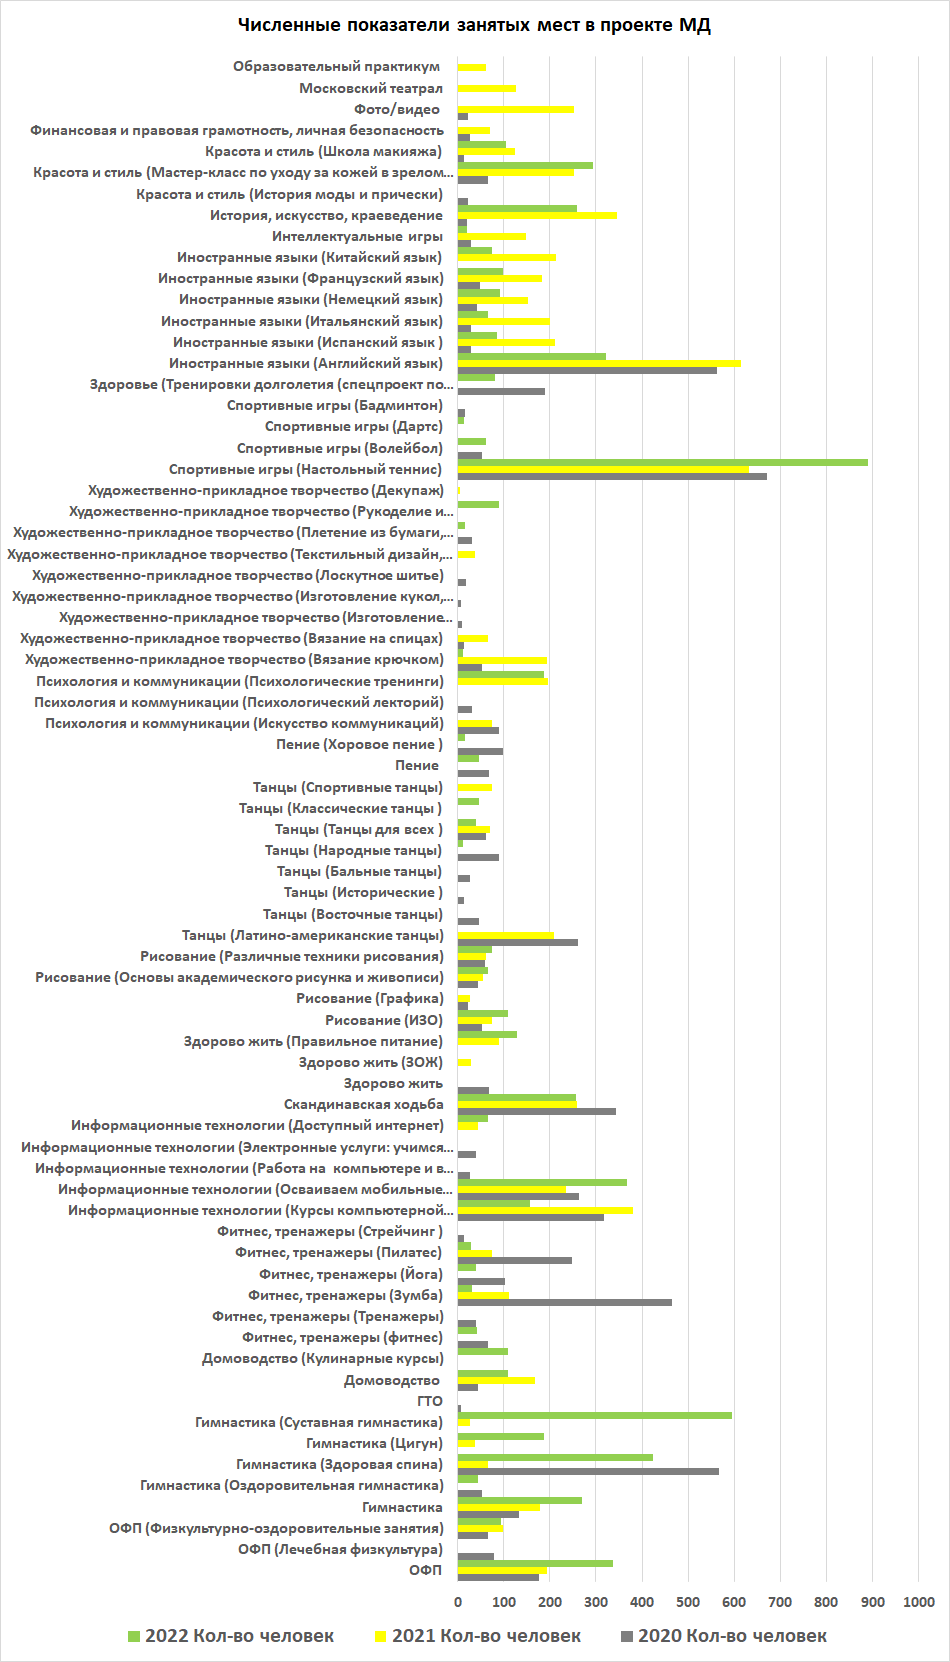 Численные показатели занятых мест в проекте МД
Образовательный практикум
Московский театрал
Фото/видео
Финансовая и правовая грамотность, личная безопасность
Красота и стиль (Школа макияжа)
Красота и стиль (Мастер-класс по уходу за кожей в зрелом...
Красота и стиль (История моды и прически)
История, искусство, краеведение
Интеллектуальные игры
Иностранные языки (Китайский язык)
Иностранные языки (Французский язык)
Иностранные языки (Немецкий язык)
Иностранные языки (Итальянский язык)
Иностранные языки (Испанский язык )
Иностранные языки (Английский язык)
Здоровье (Тренировки долголетия (спецпроект по...
Спортивные игры (Бадминтон)
Спортивные игры (Дартс)
Спортивные игры (Волейбол)
Спортивные игры (Настольный теннис)
Художественно-прикладное творчество (Декупаж)
Художественно-прикладное творчество (Рукоделие и...
Художественно-прикладное творчество (Плетение из бумаги,...
Художественно-прикладное творчество (Текстильный дизайн,...
Художественно-прикладное творчество (Лоскутное шитье)
Художественно-прикладное творчество (Изготовление кукол,...
Художественно-прикладное творчество (Изготовление...
Художественно-прикладное творчество (Вязание на спицах)
Художественно-прикладное творчество (Вязание крючком)
Психология и коммуникации (Психологические тренинги)
Психология и коммуникации (Психологический лекторий)
Психология и коммуникации (Искусство коммуникаций)
Пение (Хоровое пение )
Пение
Танцы (Спортивные танцы)
Танцы (Классические танцы )
Танцы (Танцы для всех )
Танцы (Народные танцы)
Танцы (Бальные танцы)
Танцы (Исторические )
Танцы (Восточные танцы)
Танцы (Латино-американские танцы)
Рисование (Различные техники рисования)
Рисование (Основы академического рисунка и живописи)
Рисование (Графика)
Рисование (ИЗО)
Здорово жить (Правильное питание)
Здорово жить (ЗОЖ)
Здорово жить
Скандинавская ходьба
Информационные технологии (Доступный интернет)
Информационные технологии (Электронные услуги: учимся...
Информационные технологии (Работа на  компьютере и в...
Информационные технологии (Осваиваем мобильные...
Информационные технологии (Курсы компьютерной...
Фитнес, тренажеры (Стрейчинг )
Фитнес, тренажеры (Пилатес)
Фитнес, тренажеры (Йога)
Фитнес, тренажеры (Зумба)
Фитнес, тренажеры (Тренажеры)
Фитнес, тренажеры (фитнес)
Домоводство (Кулинарные курсы)
Домоводство
ГТО
Гимнастика (Суставная гимнастика)
Гимнастика (Цигун)
Гимнастика (Здоровая спина)
Гимнастика (Оздоровительная гимнастика)
Гимнастика
ОФП (Физкультурно-оздоровительные занятия)
ОФП (Лечебная физкультура)
ОФП
0 100 200 300 400 500 600 700 800 900 1000
2022 Кол-во человек 2021 Кол-во человек 2020 Кол-во человек